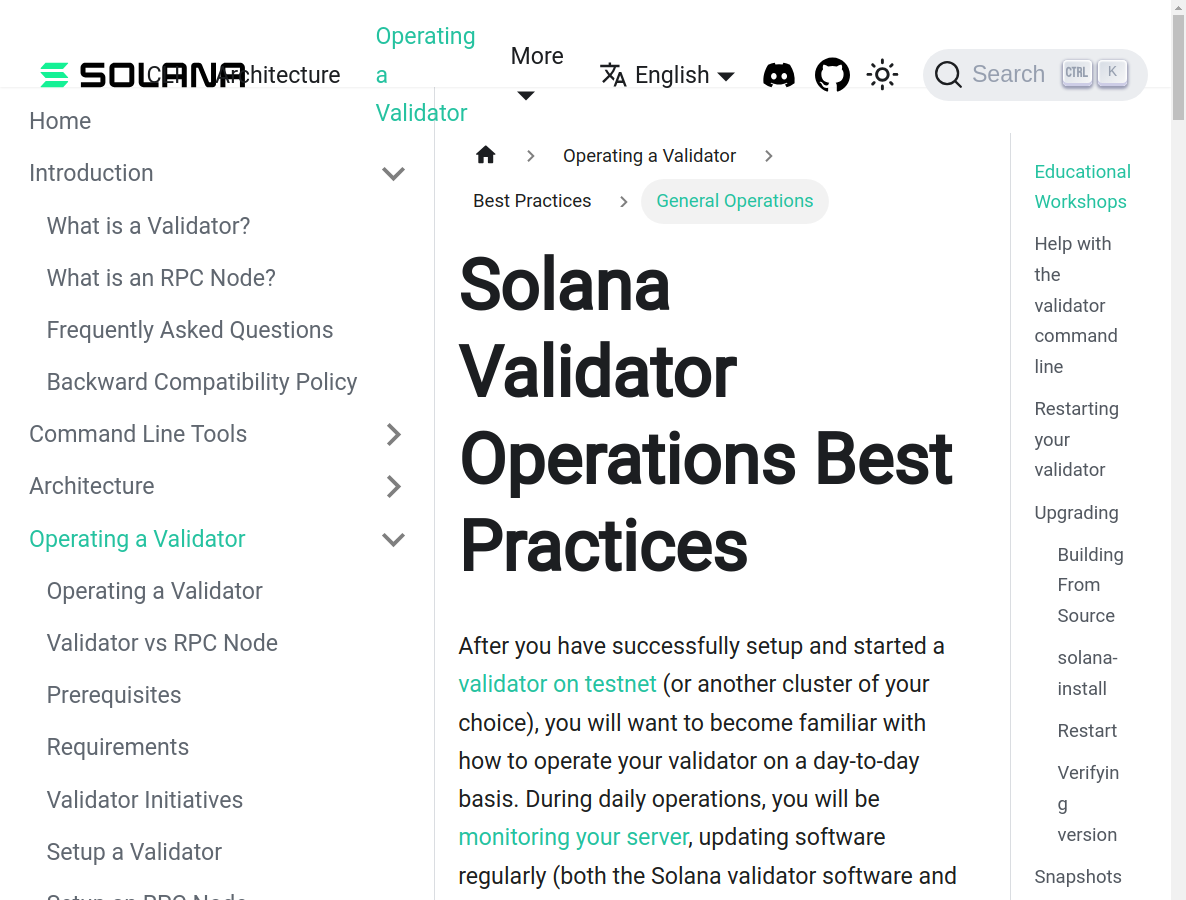 SOLANA
CLI
Architecture
Operating
a
Validator
More
English
Search
CTRL
K
Home
Introduction
What is a Validator?
What is an RPC Node?
Frequently Asked Questions
Backward Compatibility Policy
Command Line Tools
Architecture
Operating a Validator
Operating a Validator
Validator vs RPC Node
Prerequisites
Requirements
Validator Initiatives
Setup a Validator
Setup an RPC Node
Operating a Validator
Best Practices
General Operations
Solana
Validator
Operations Best
Practices
After you have successfully setup and started a
validator on testnet (or another cluster of your
choice), you will want to become familiar with
how to operate your validator on a day-to-day
basis. During daily operations, you will be
monitoring your server, updating software
regularly (both the Solana validator software and
Educational
Workshops
Help with
the
validator
command
line
Restarting
your
validator
Upgrading
Building
From
Source
solana-
install
Restart
Verifyin
g
version
Snapshots